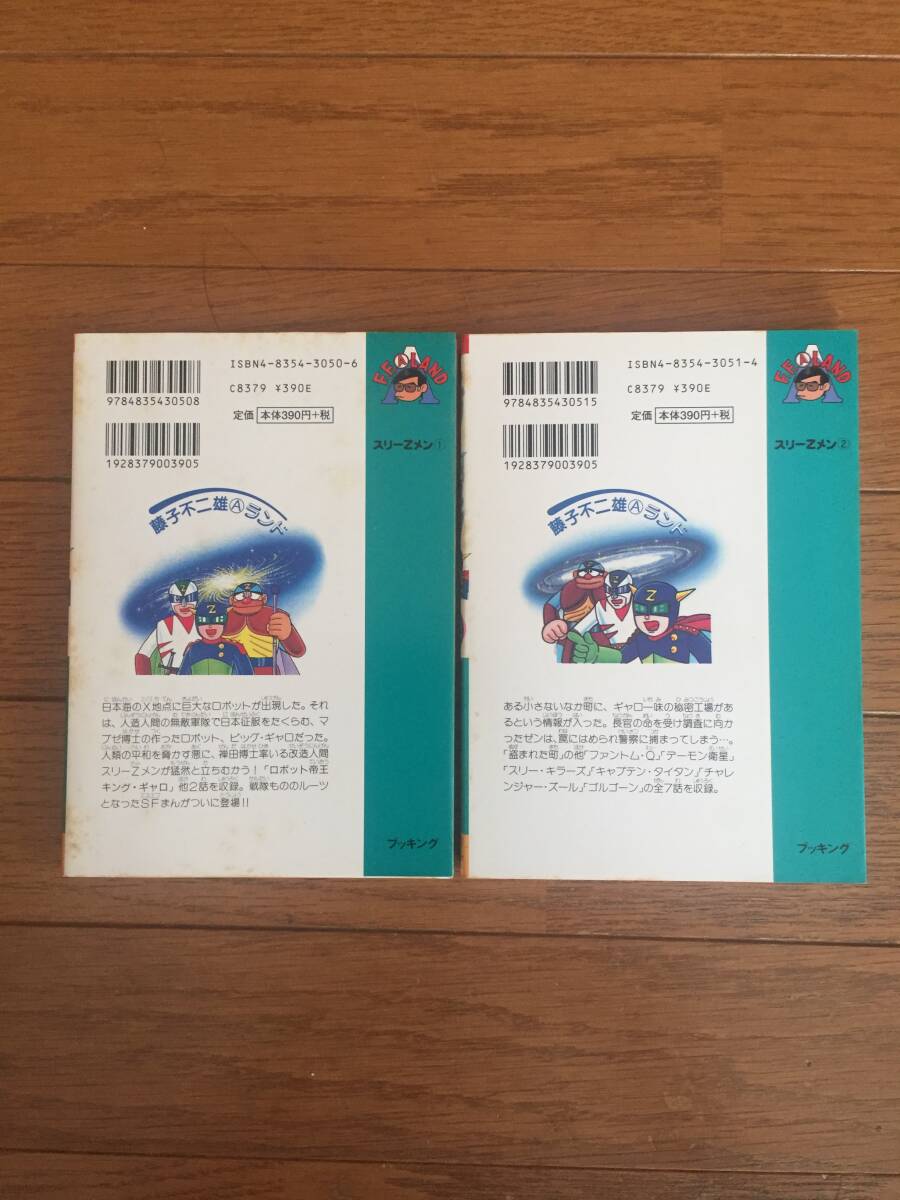 ISBN4-8354-3050-6
C8379 ¥390E
9784835430508
定価 本体390円+税
1928379003905
藤子不二雄Ⓐランド
日本海のX地点に巨大なロボットが出現した。それ
は、人造人間の無敵軍隊で日本征服をたくらむ、マ
ブゼ博士の作ったロボット、ビッグ・ギャロだった。
人類の平和を脅かす悪に、禅田博士率いる改造人間
スリーZメンが猛然と立ちむかう!「ロボット帝王
キング・ギャロ」他2話を収録。戦隊もののルーツ
となったSFまんがついに登場!!
F.F.Ⓐ LAND
スリーZメン①
ブッキング
ISBN4-8354-3051-4
C8379 ¥390E
9784835430515
定価 本体390円+税
1928379003905
藤子不二雄Ⓐランド
ある小さないなか町に、ギャロ一味の秘密工場があ
るという情報が入った。長官の命を受け調査に向か
ったゼンは、罠にはめられ警察に捕まってしまう…。
「盗まれた町」の他「ファントム・Q」「デーモン衛星」
「スリー・キラーズ」「キャプテン・タイタン」「チャレ
ンジャー・ズール」「ゴルゴーン」の全7話を収録。
F.F.Ⓐ LAND
スリーZメン②
ブッキング